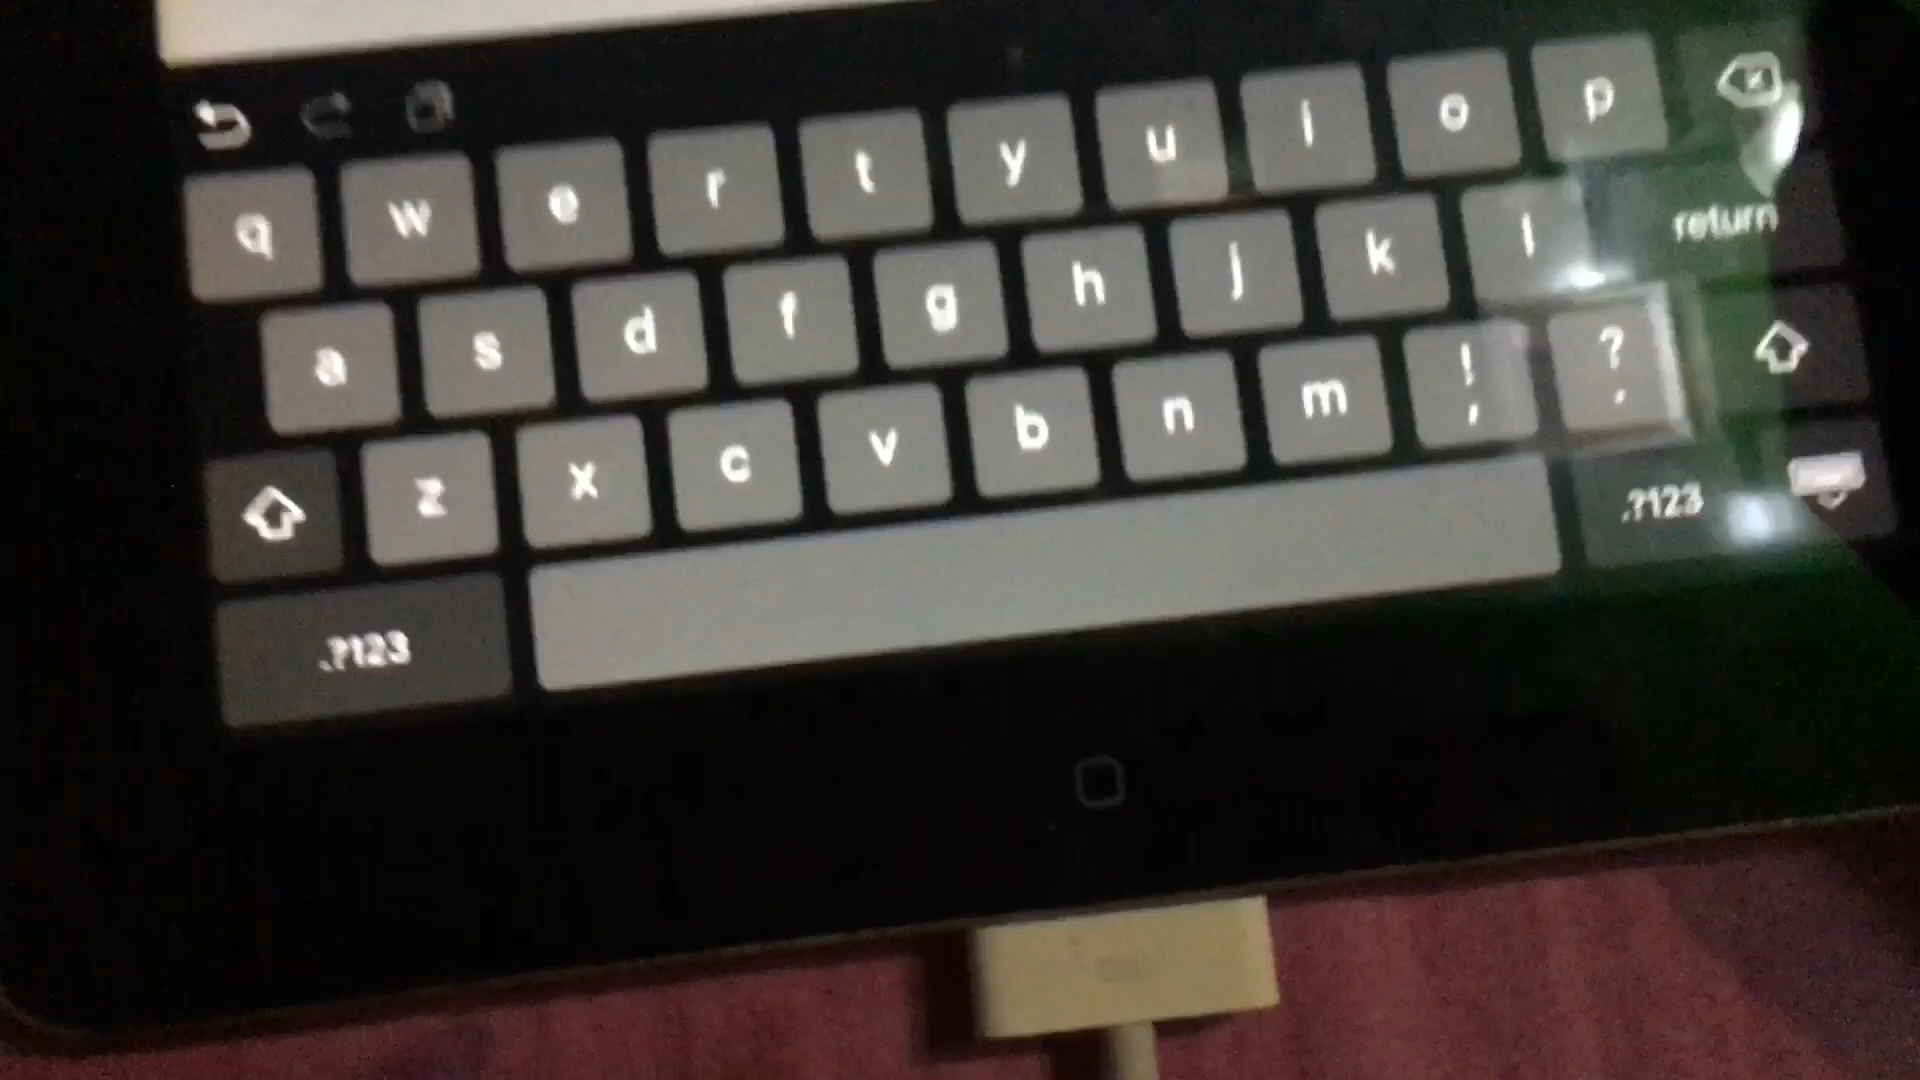 q w e r t y u i o p
a s d f g h j k l return
z x c v b n m ! , ? .
.?123 .?123